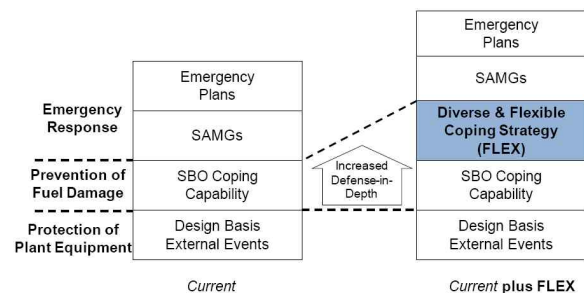 Emergency
Plans
SAMGs
Diverse & Flexible
Coping Strategy
(FLEX)
SBO Coping
Capability
Design Basis
External Events
Current plus FLEX
Increased
Defense-in-
Depth
Emergency
Plans
SAMGs
SBO Coping
Capability
Design Basis
External Events
Current
Emergency
Response
Prevention of
Fuel Damage
Protection of
Plant Equipment